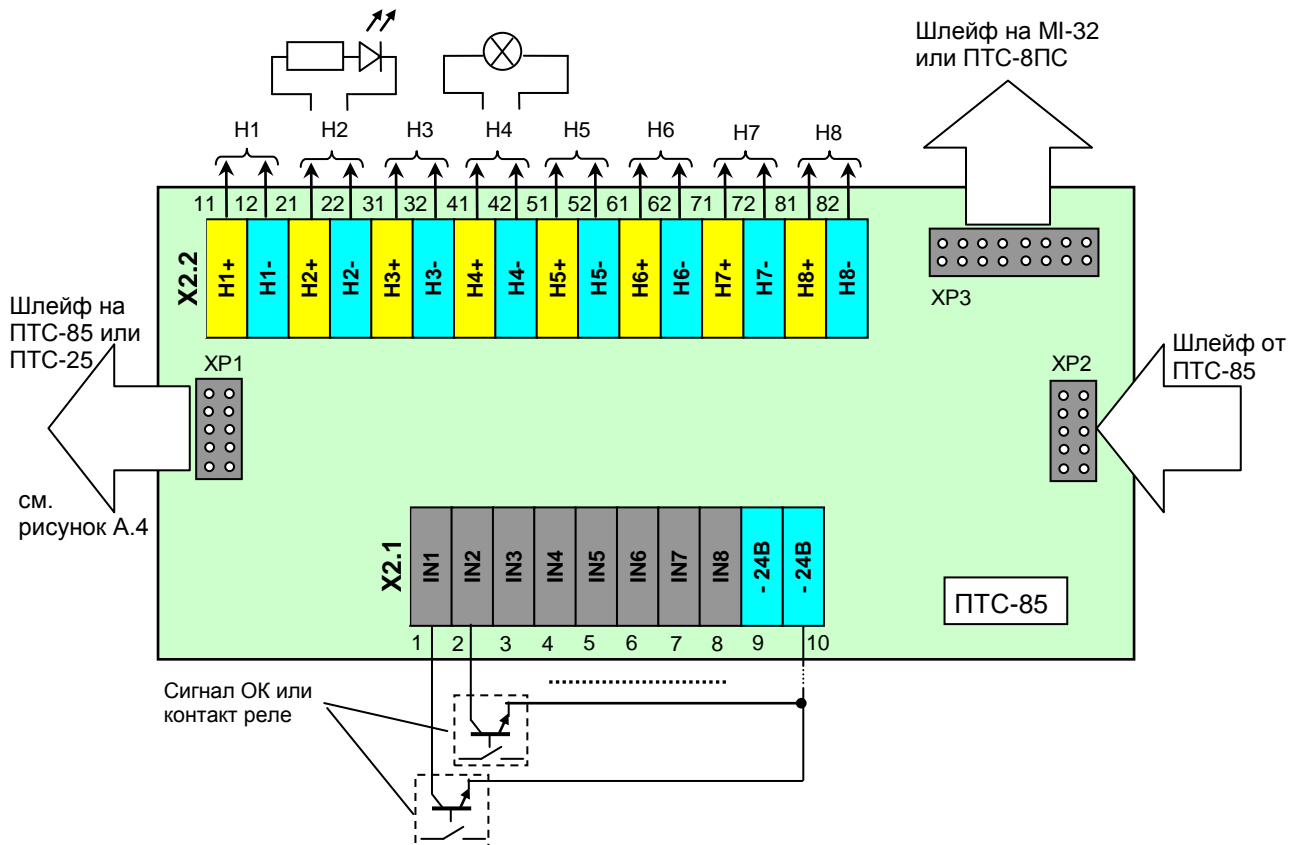 Шлейф на MI-32
или ПТС-8ПС
H1 H2 H3 H4 H5 H6 H7 H8
11 12 21 22 31 32 41 42 51 52 61 62 71 72 81 82
X2.2
H1+ H1- H2+ H2- H3+ H3- H4+ H4- H5+ H5- H6+ H6- H7+ H7- H8+ H8-
XP3
Шлейф на
ПТС-85 или
ПТС-25
XP1
XP2
Шлейф от
ПТС-85
см.
рисунок А.4
X2.1
IN1 IN2 IN3 IN4 IN5 IN6 IN7 IN8 - 24В - 24В
ПТС-85
1 2 3 4 5 6 7 8 9 10
Сигнал ОК или
контакт реле